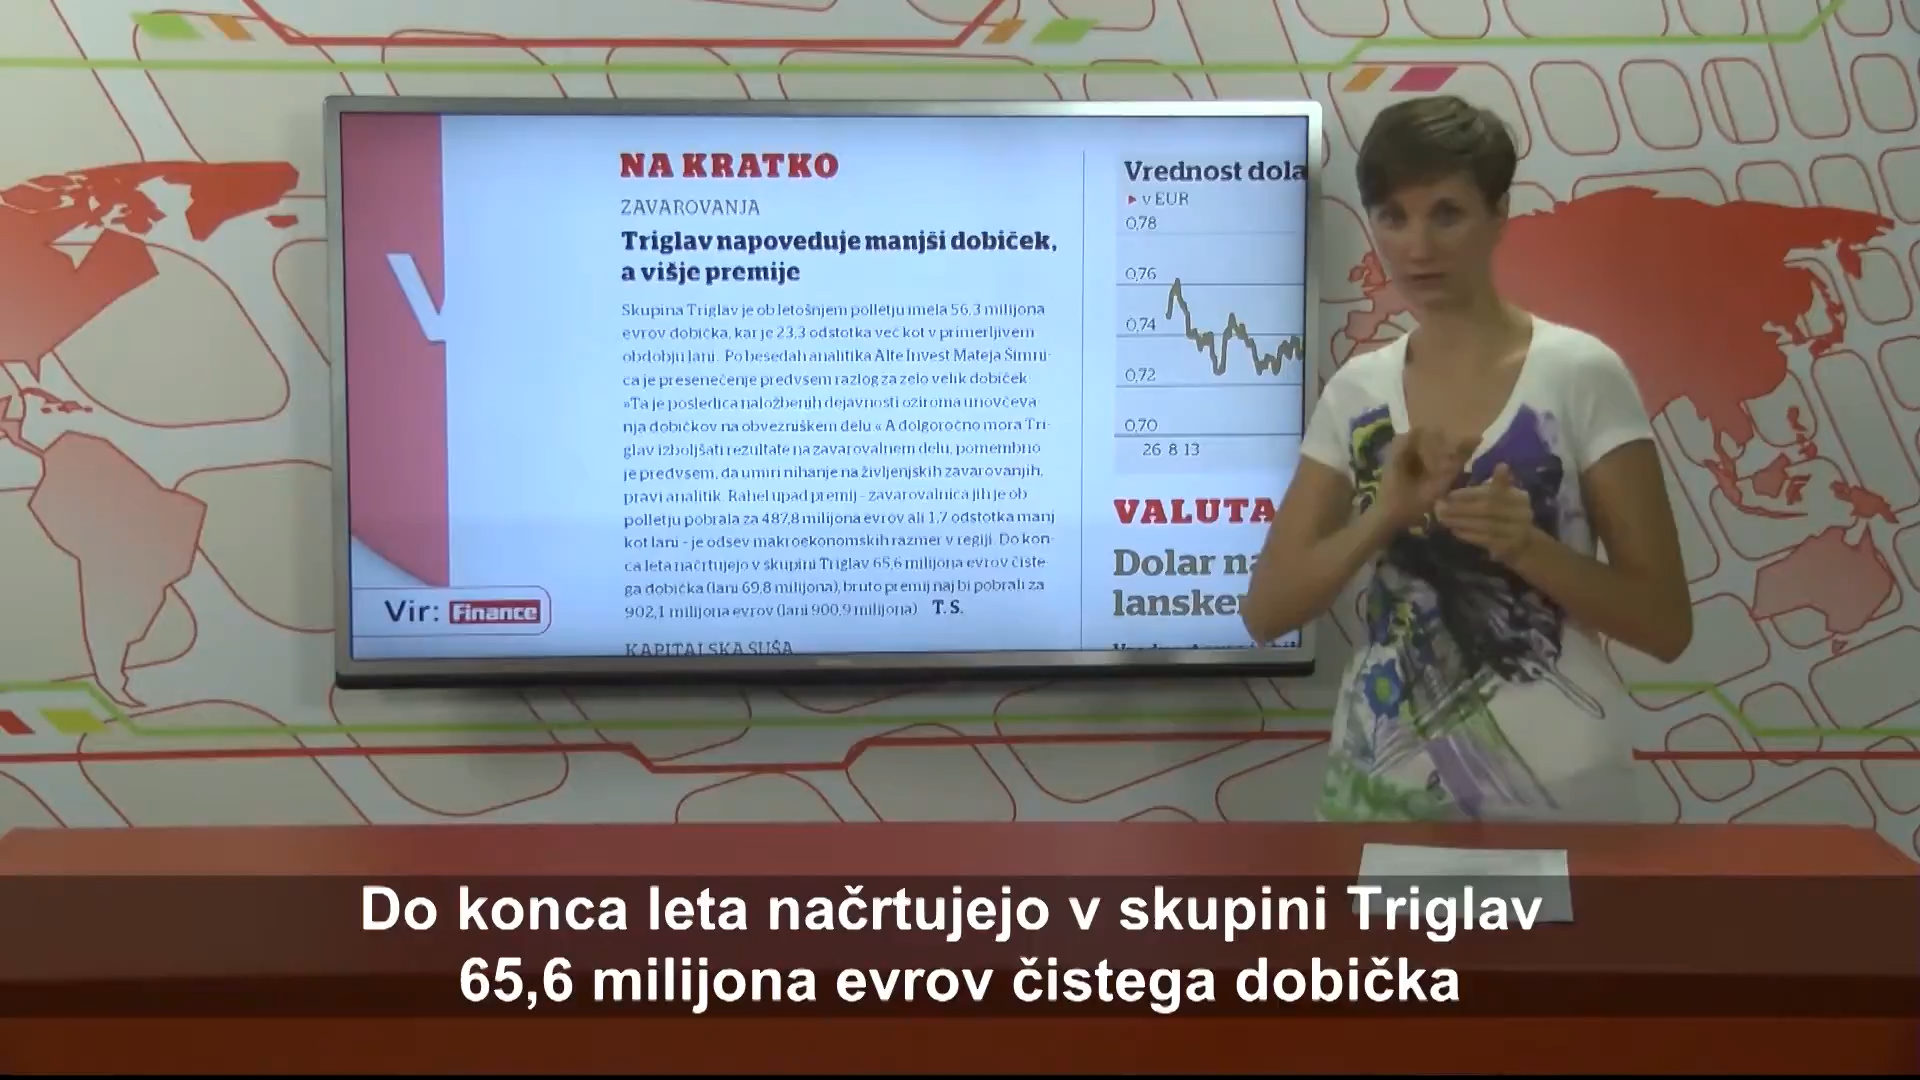 NA KRATKO
ZAVAROVANJA
Triglav napoveduje manjši dobiček,
a višje premije
Skupina Triglav je ob letošnjem polletju imela 56,3 milijona
evrov dobička, kar je 23,3 odstotka več kot v primerljivem
obdobju lani. Po besedah analitika Alte Invest Mateja Šimni-
ca je presenečenje predvsem razlog za zelo velik dobiček.
»Ta je posledica naložbenih dejavnosti oziroma unovčeva
nja dobičkov na obvezniškem delu.« A dolgoročno mora Tri-
glav izboljšati rezultate na zavarovalnem delu, pomembno
je predvsem, da umiri nihanje na življenjskih zavarovanjih,
pravi analitik. Rahel upad premij - zavarovalnica jih je ob
polletju pobrala za 487,8 milijona evrov ali 1,7 odstotka manj
kot lani - je odsev makroekonomskih razmer v regiji. Do kon-
ca leta načrtujejo v skupini Triglav 65,6 milijona evrov čiste-
ga dobička (lani 69,8 milijona), bruto premij naj bi pobrali za
902,1 milijona evrov (lani 900,9 milijona). T. S.
KAPITALSKA SUŠA
Vrednost dola
v EUR
0,78
0,76
0,74
0,72
0,70
26 8 13
VALUTA
Dolar na
lansker
Vir: Finance
Do konca leta načrtujejo v skupini Triglav
65,6 milijona evrov čistega dobička